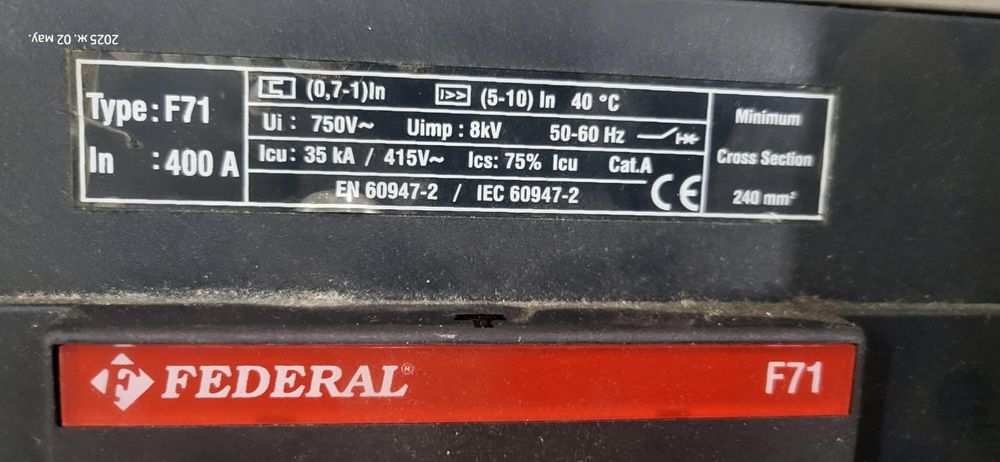 2025 ж. 02 мау.
Type : F71
In : 400 A
(0,7-1)In (5-10) In 40 °C
Ui : 750V~ Uimp : 8kV 50-60 Hz
Icu : 35 kA / 415V~ Ics: 75% Icu Cat.A
EN 60947-2 / IEC 60947-2 CE
Minimum
Cross Section
240 mm²
FEDERAL® F71